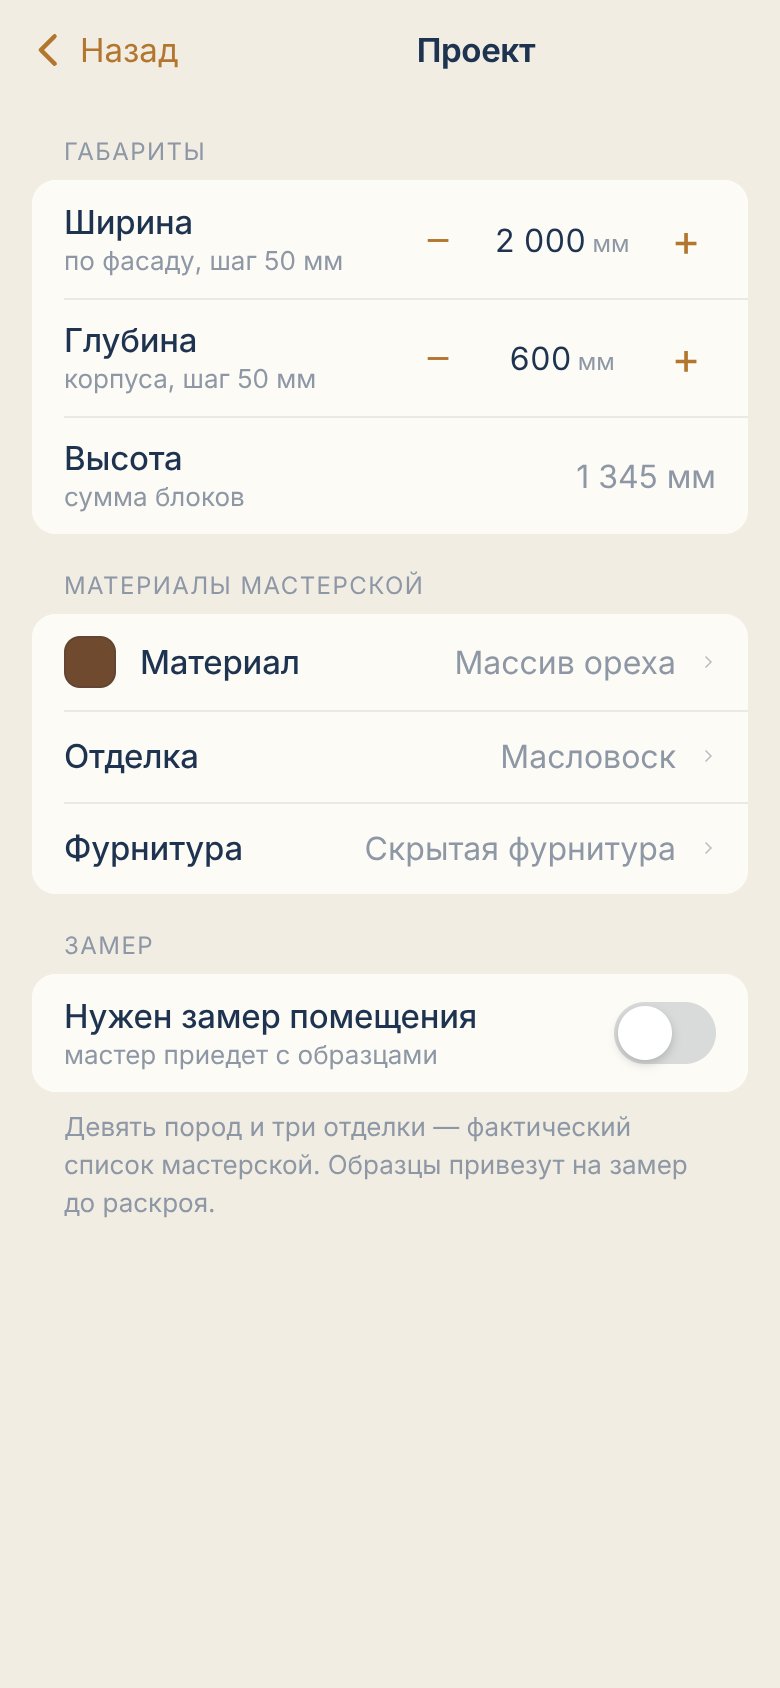 Назад
Проект
ГАБАРИТЫ
Ширина
по фасаду, шаг 50 мм
− 2 000 мм +
Глубина
корпуса, шаг 50 мм
− 600 мм +
Высота
сумма блоков
1 345 мм
МАТЕРИАЛЫ МАСТЕРСКОЙ
Материал
Массив ореха
Отделка
Масловоск
Фурнитура
Скрытая фурнитура
ЗАМЕР
Нужен замер помещения
мастер приедет с образцами
Девять пород и три отделки — фактический
список мастерской. Образцы привезут на замер
до раскроя.